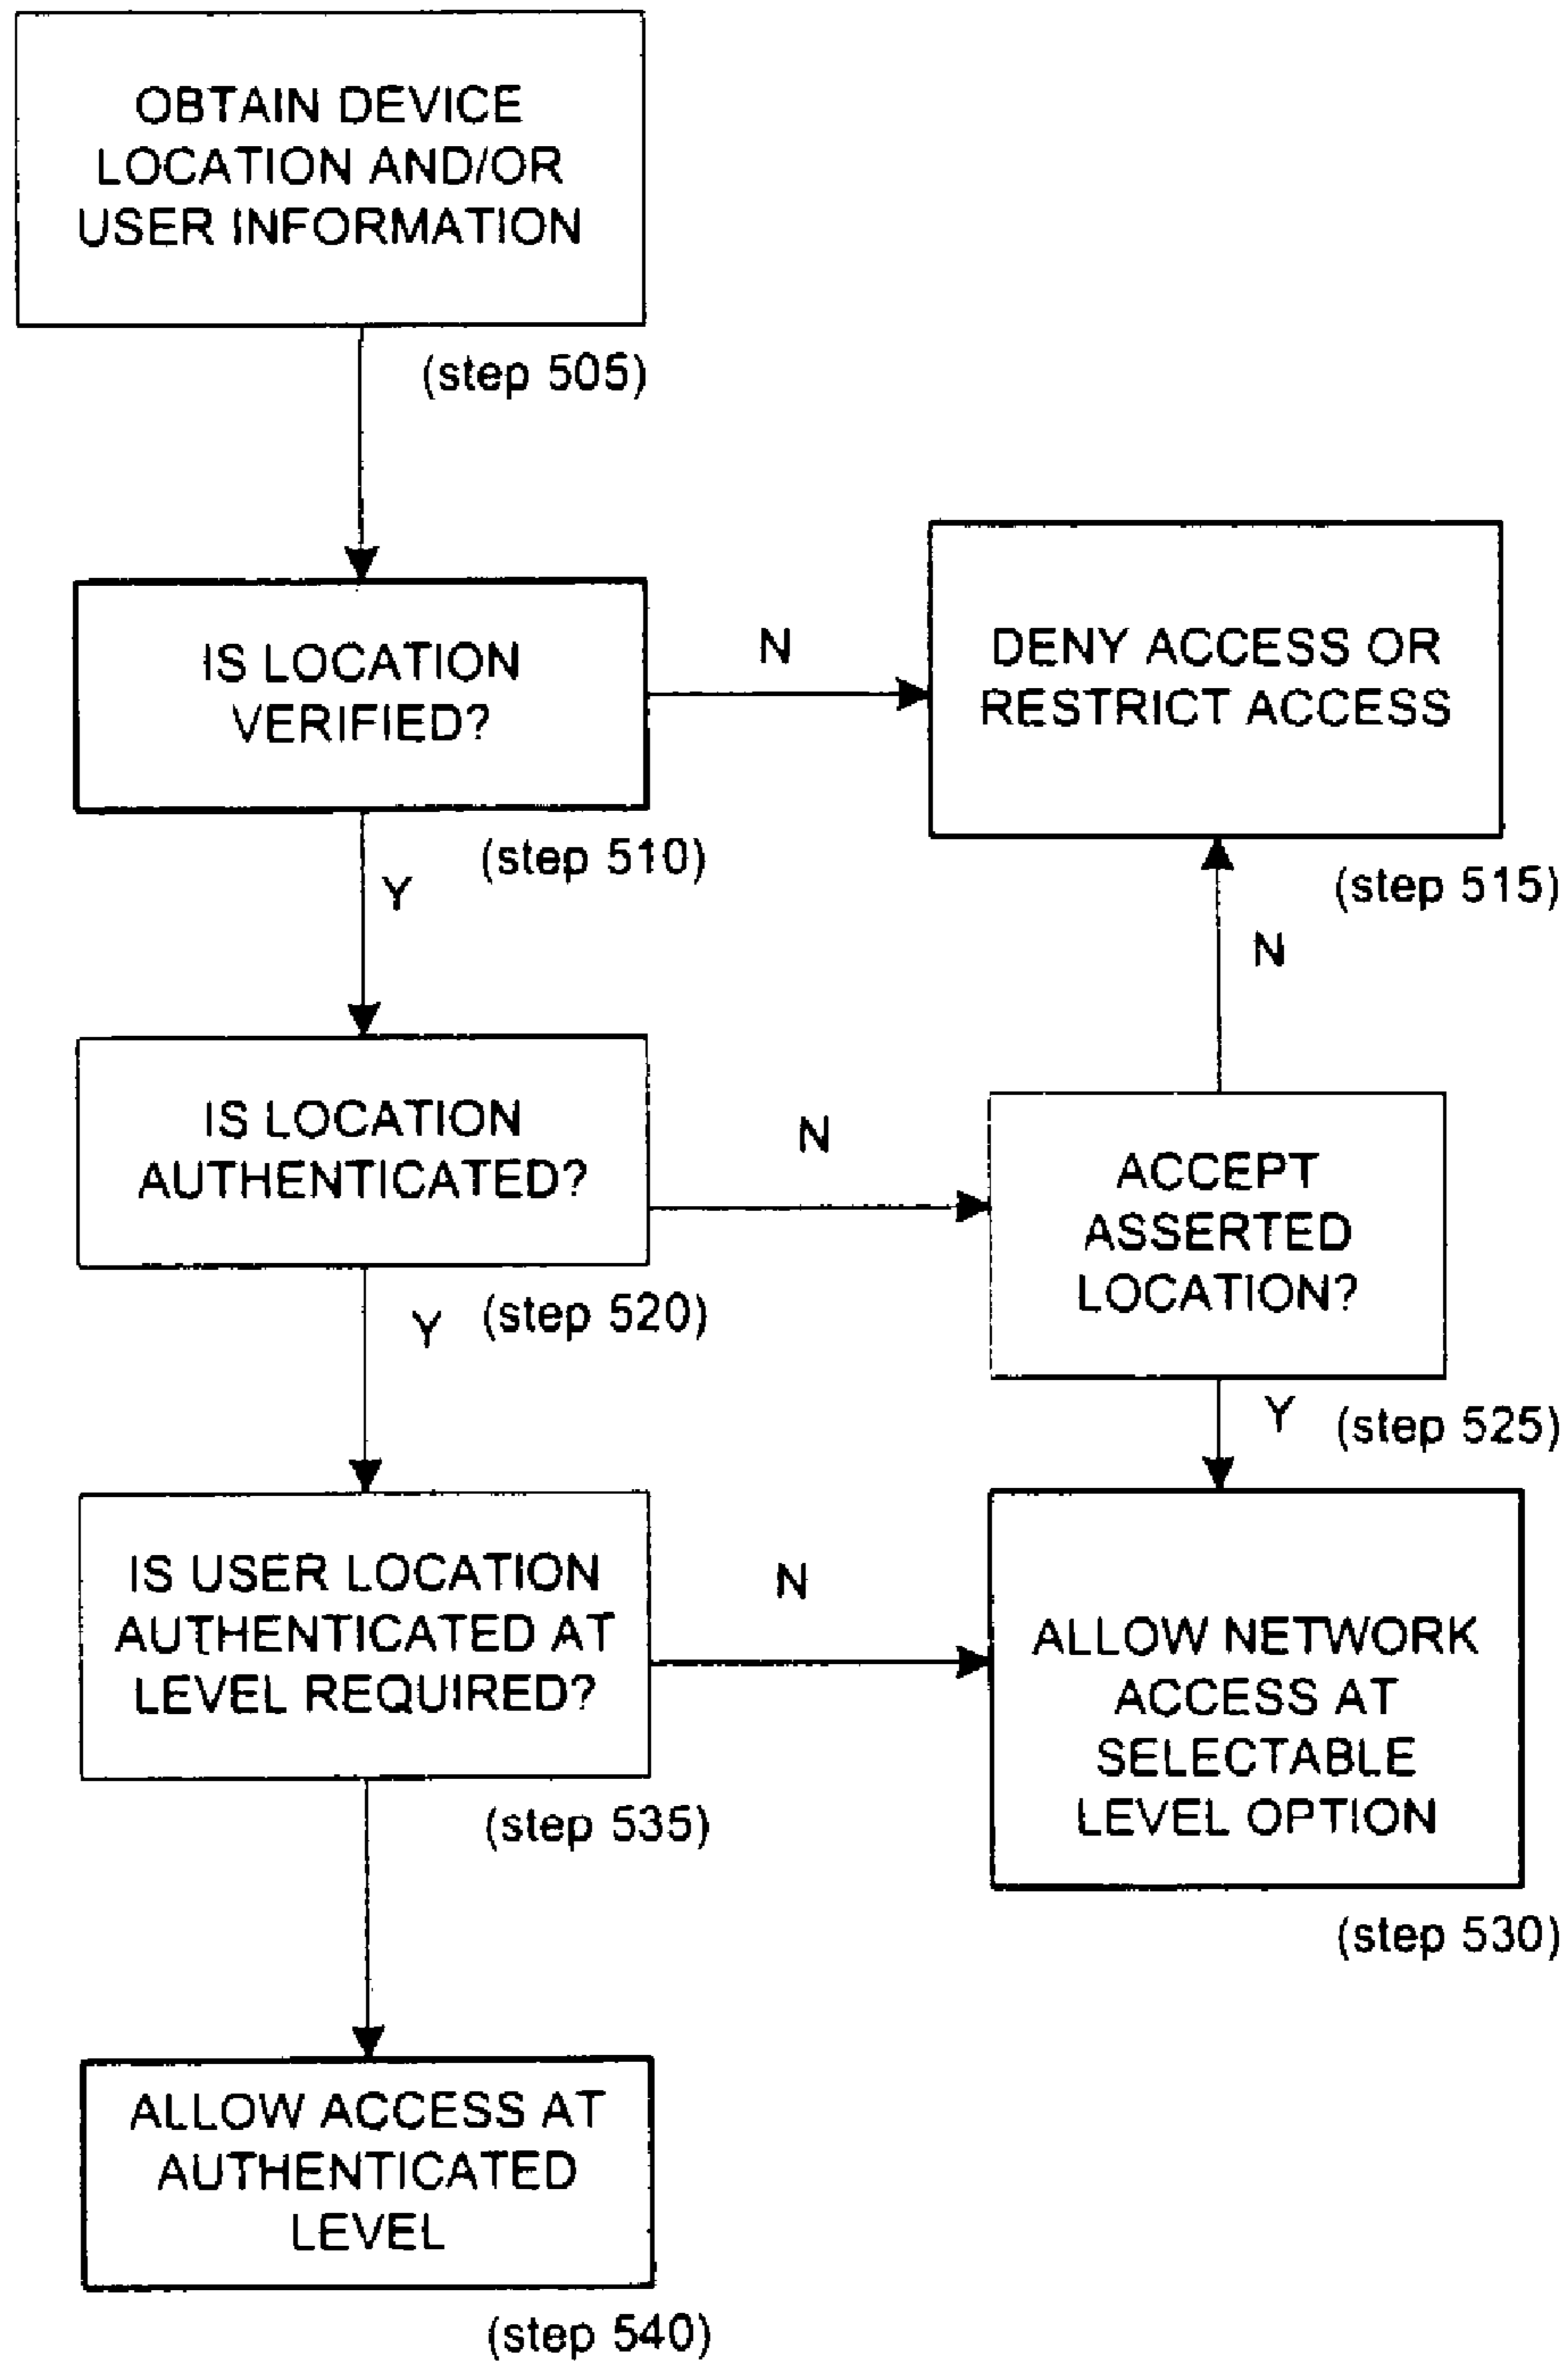 OBTAIN DEVICE
LOCATION AND/OR
USER INFORMATION
(step 505)
IS LOCATION
VERIFIED?
(step 510)
N
DENY ACCESS OR
RESTRICT ACCESS
(step 515)
Y
N
IS LOCATION
AUTHENTICATED?
(step 520)
N
ACCEPT
ASSERTED
LOCATION?
(step 525)
Y
Y
IS USER LOCATION
AUTHENTICATED AT
LEVEL REQUIRED?
(step 535)
N
ALLOW NETWORK
ACCESS AT
SELECTABLE
LEVEL OPTION
(step 530)
ALLOW ACCESS AT
AUTHENTICATED
LEVEL
(step 540)